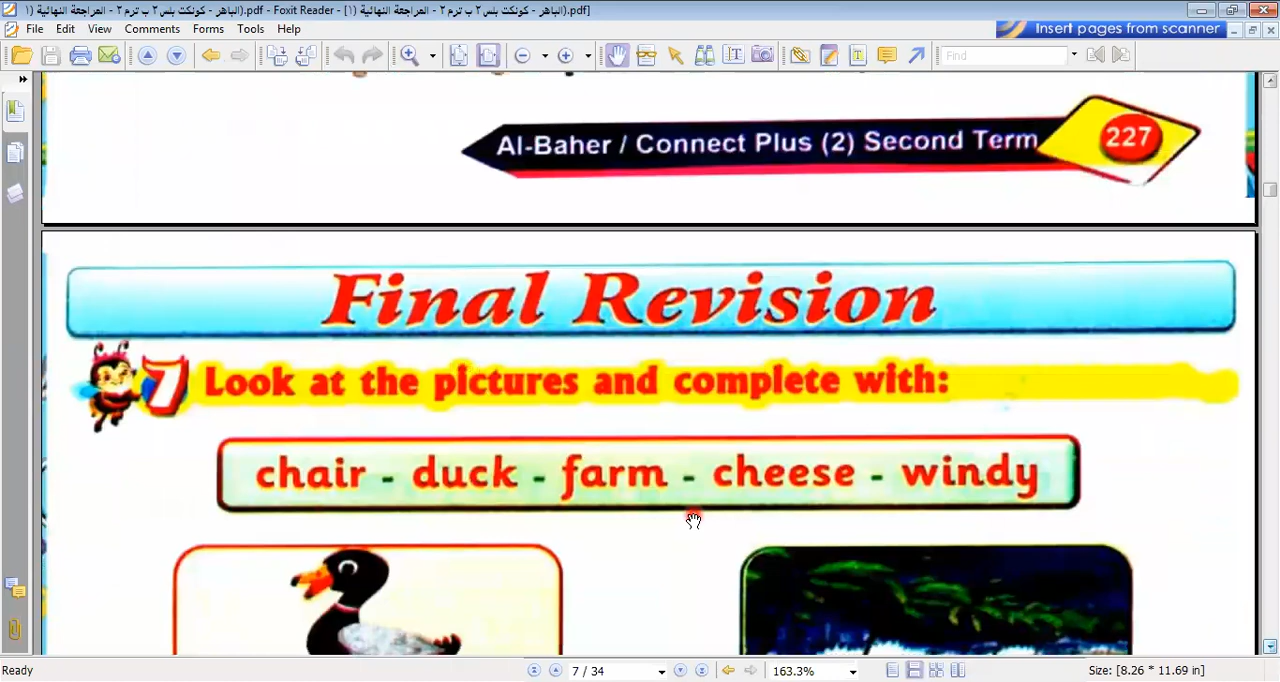 الباهر - كونكت بلس ٢ ب ترم ٢ - المراجعة النهائية (١).pdf - Foxit Reader - [الباهر - كونكت بلس ٢ ب ترم ٢ - المراجعة النهائية (١).pdf]
File Edit View Comments Forms Tools Help
Insert pages from scanner
Find
Al-Baher / Connect Plus (2) Second Term 227
Final Revision
7 Look at the pictures and complete with:
chair - duck - farm - cheese - windy
Ready 7 / 34 163.3% Size: [8.26 * 11.69 in]